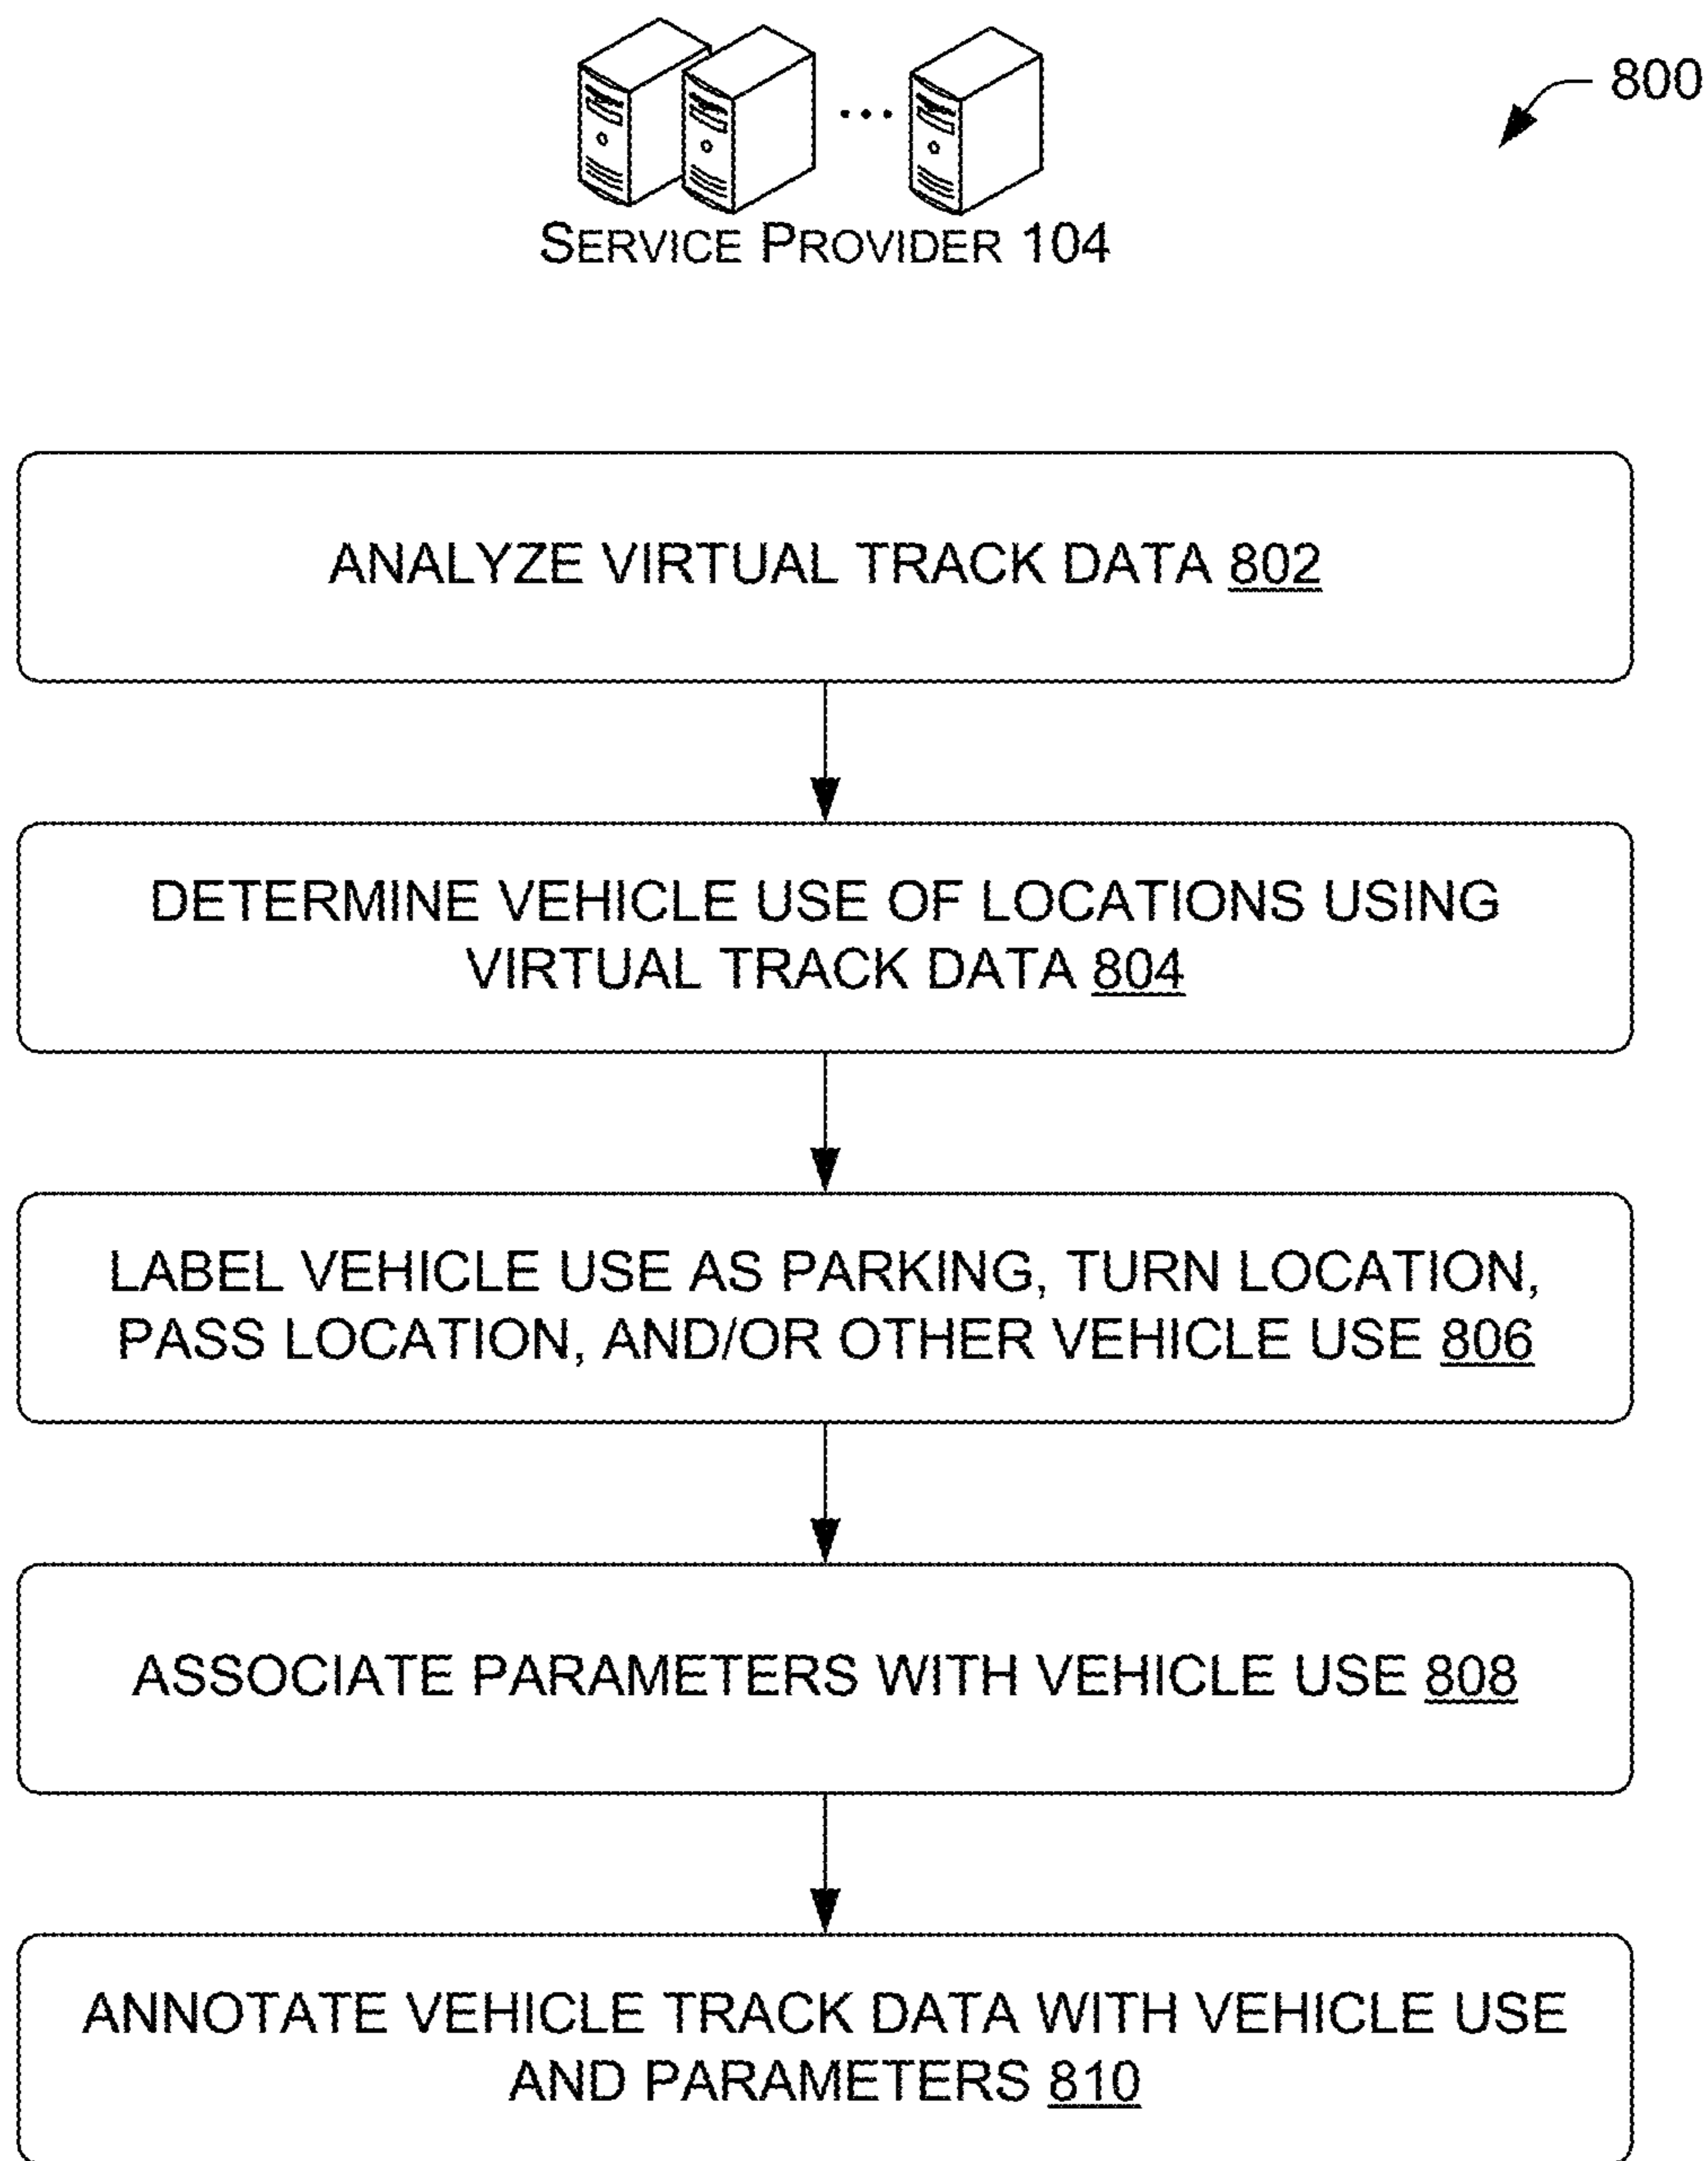 800
SERVICE PROVIDER 104
ANALYZE VIRTUAL TRACK DATA 802
DETERMINE VEHICLE USE OF LOCATIONS USING
VIRTUAL TRACK DATA 804
LABEL VEHICLE USE AS PARKING, TURN LOCATION,
PASS LOCATION, AND/OR OTHER VEHICLE USE 806
ASSOCIATE PARAMETERS WITH VEHICLE USE 808
ANNOTATE VEHICLE TRACK DATA WITH VEHICLE USE
AND PARAMETERS 810